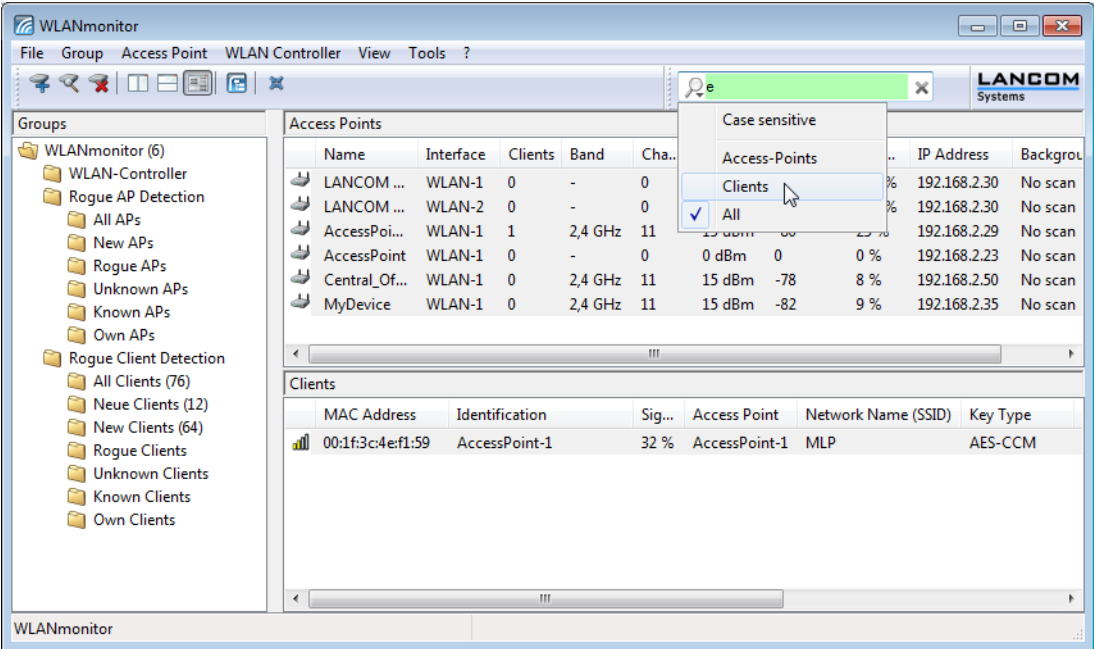 WLANmonitor
File Group Access Point WLAN Controller View Tools ?
e
LANCOM
Systems
Case sensitive
Access-Points
Clients
All
Groups
WLANmonitor (6)
WLAN-Controller
Rogue AP Detection
All APs
New APs
Rogue APs
Unknown APs
Known APs
Own APs
Rogue Client Detection
All Clients (76)
Neue Clients (12)
New Clients (64)
Rogue Clients
Unknown Clients
Known Clients
Own Clients
Access Points
Name Interface Clients Band Cha... .. IP Address Backgrou
LANCOM ... WLAN-1 0 - 0 % 192.168.2.30 No scan
LANCOM ... WLAN-2 0 - 0 % 192.168.2.30 No scan
AccessPoi... WLAN-1 1 2,4 GHz 11 192.168.2.29 No scan
AccessPoint WLAN-1 0 - 0 0 dBm 0 0 % 192.168.2.23 No scan
Central_Of... WLAN-1 0 2,4 GHz 11 15 dBm -78 8 % 192.168.2.50 No scan
MyDevice WLAN-1 0 2,4 GHz 11 15 dBm -82 9 % 192.168.2.35 No scan
Clients
MAC Address Identification Sig... Access Point Network Name (SSID) Key Type
00:1f:3c:4e:f1:59 AccessPoint-1 32 % AccessPoint-1 MLP AES-CCM
WLANmonitor